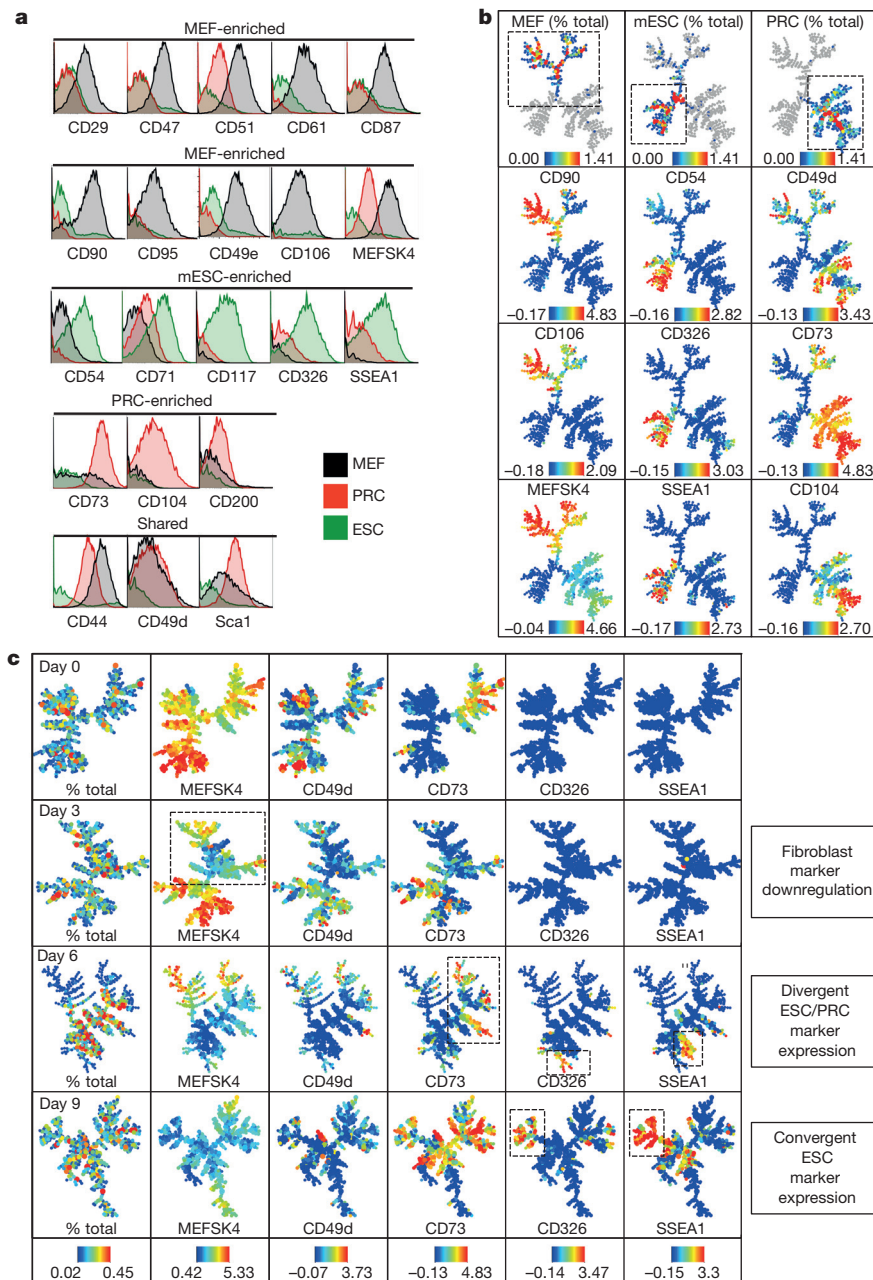 a
MEF-enriched
CD29 CD47 CD51 CD61 CD87
MEF-enriched
CD90 CD95 CD49e CD106 MEFSK4
mESC-enriched
CD54 CD71 CD117 CD326 SSEA1
PRC-enriched
CD73 CD104 CD200
MEF
PRC
ESC
Shared
CD44 CD49d Sca1
b
MEF (% total) mESC (% total) PRC (% total)
0.00 1.41 0.00 1.41 0.00 1.41
CD90 CD54 CD49d
−0.17 4.83 −0.16 2.82 −0.13 3.43
CD106 CD326 CD73
−0.18 2.09 −0.15 3.03 −0.13 4.83
MEFSK4 SSEA1 CD104
−0.04 4.66 −0.17 2.73 −0.16 2.70
c
Day 0
% total MEFSK4 CD49d CD73 CD326 SSEA1
Day 3
% total MEFSK4 CD49d CD73 CD326 SSEA1
Fibroblast
marker
downregulation
Day 6
% total MEFSK4 CD49d CD73 CD326 SSEA1
Divergent
ESC/PRC
marker
expression
Day 9
% total MEFSK4 CD49d CD73 CD326 SSEA1
Convergent
ESC
marker
expression
0.02 0.45 0.42 5.33 −0.07 3.73 −0.13 4.83 −0.14 3.47 −0.15 3.3